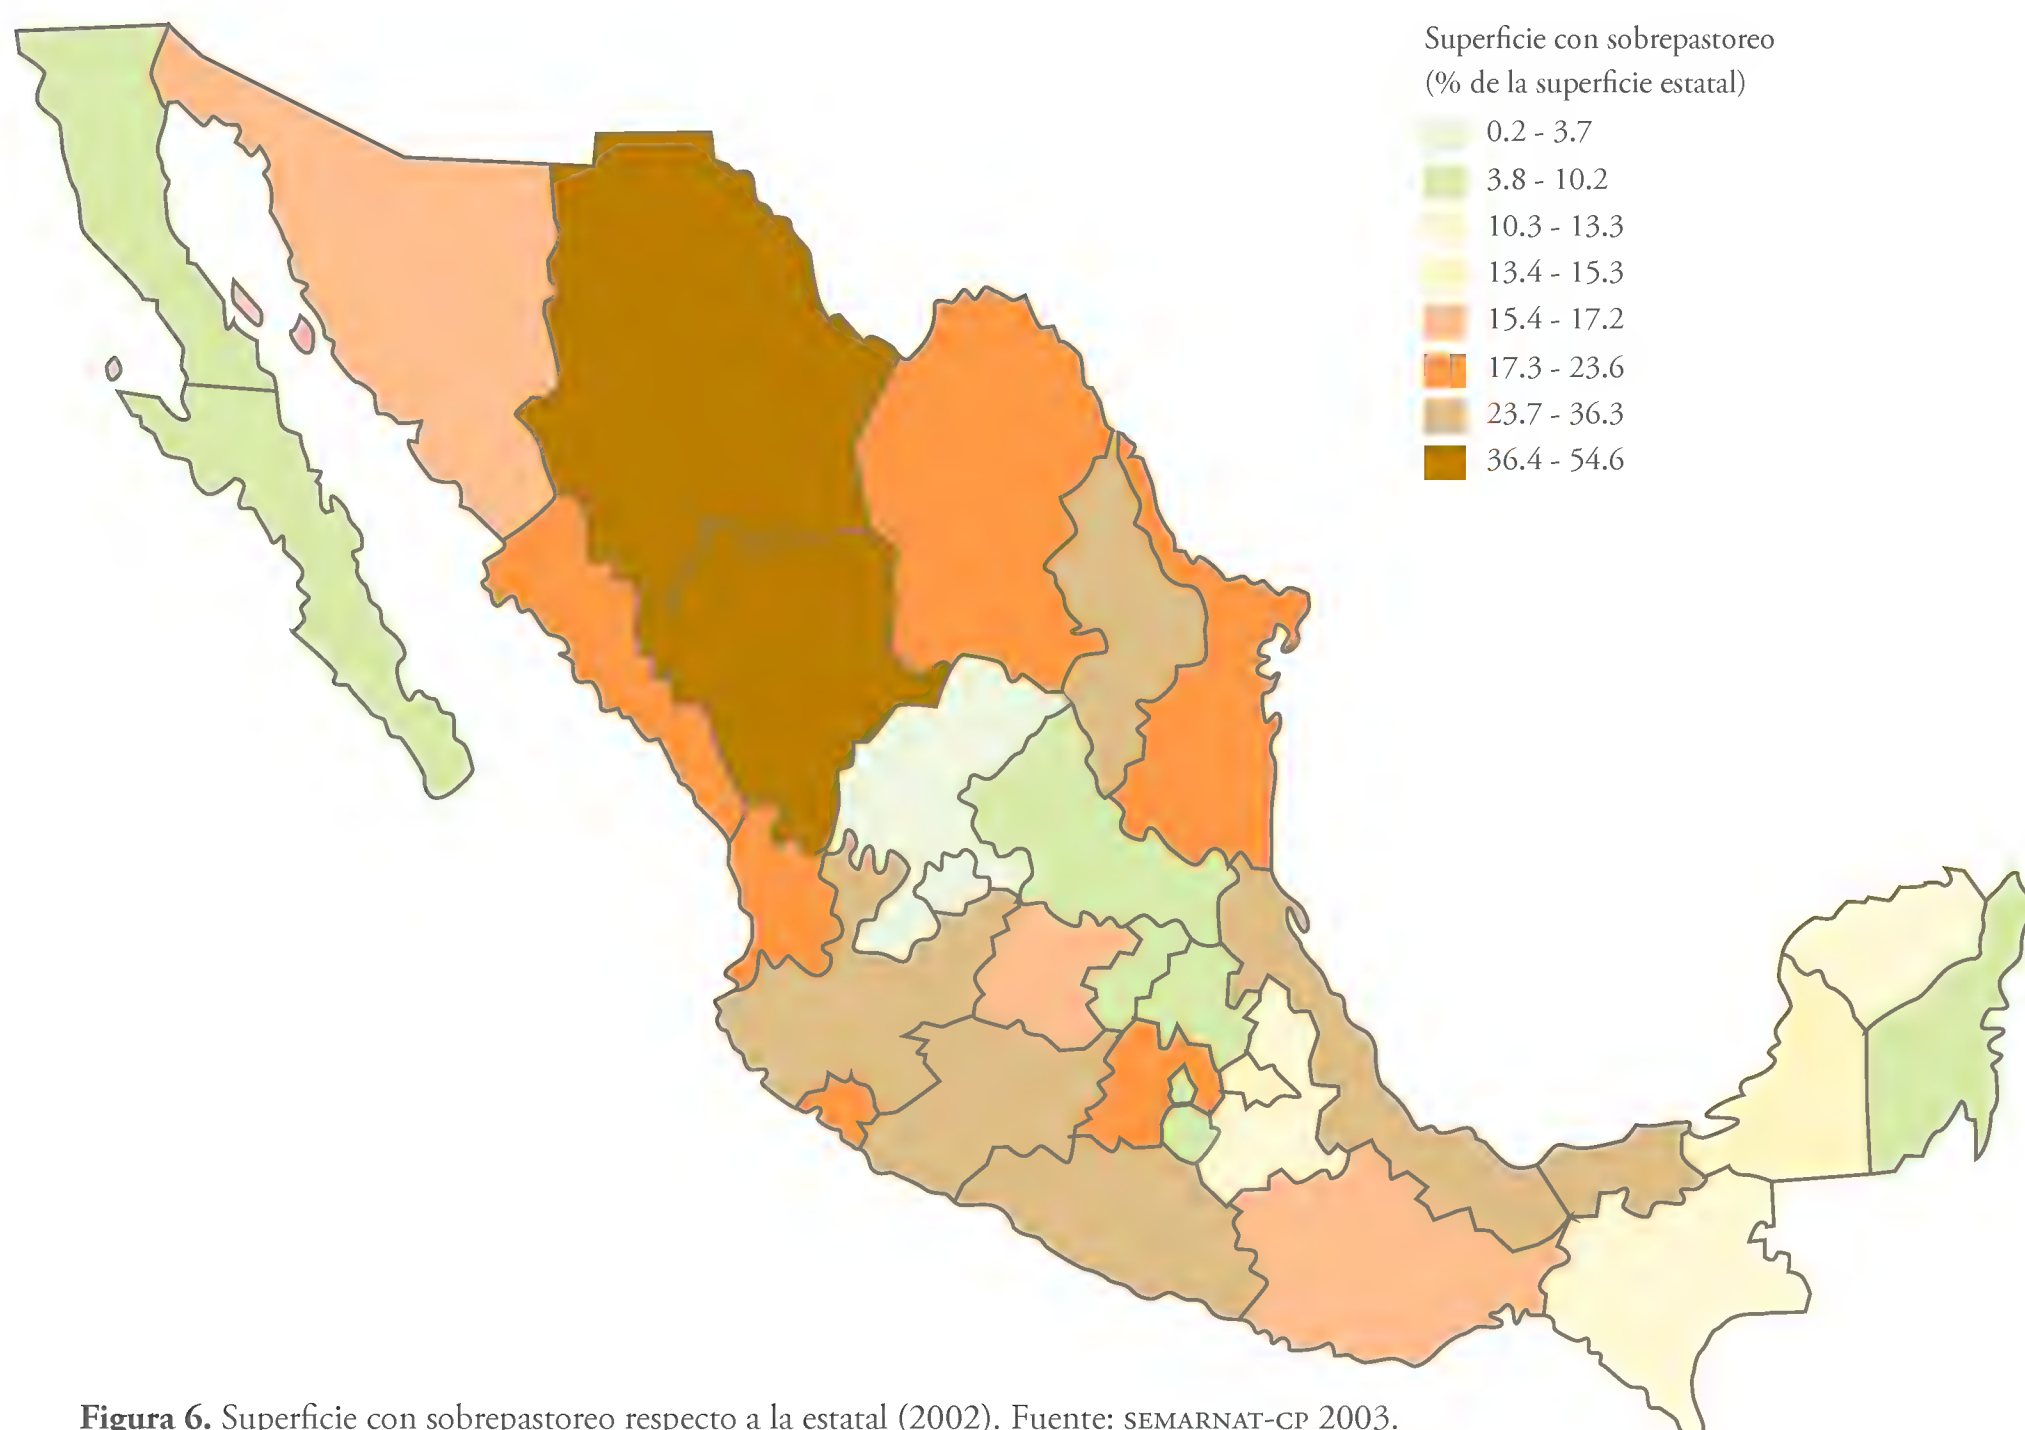 Superficie con sobrepastoreo
(% de la superficie estatal)
0.2 - 3.7
3.8 - 10.2
10.3 - 13.3
13.4 - 15.3
15.4 - 17.2
17.3 - 23.6
23.7 - 36.3
36.4 - 54.6
Figura 6. Superficie con sobrepastoreo respecto a la estatal (2002). Fuente: SEMARNAT-CP 2003.